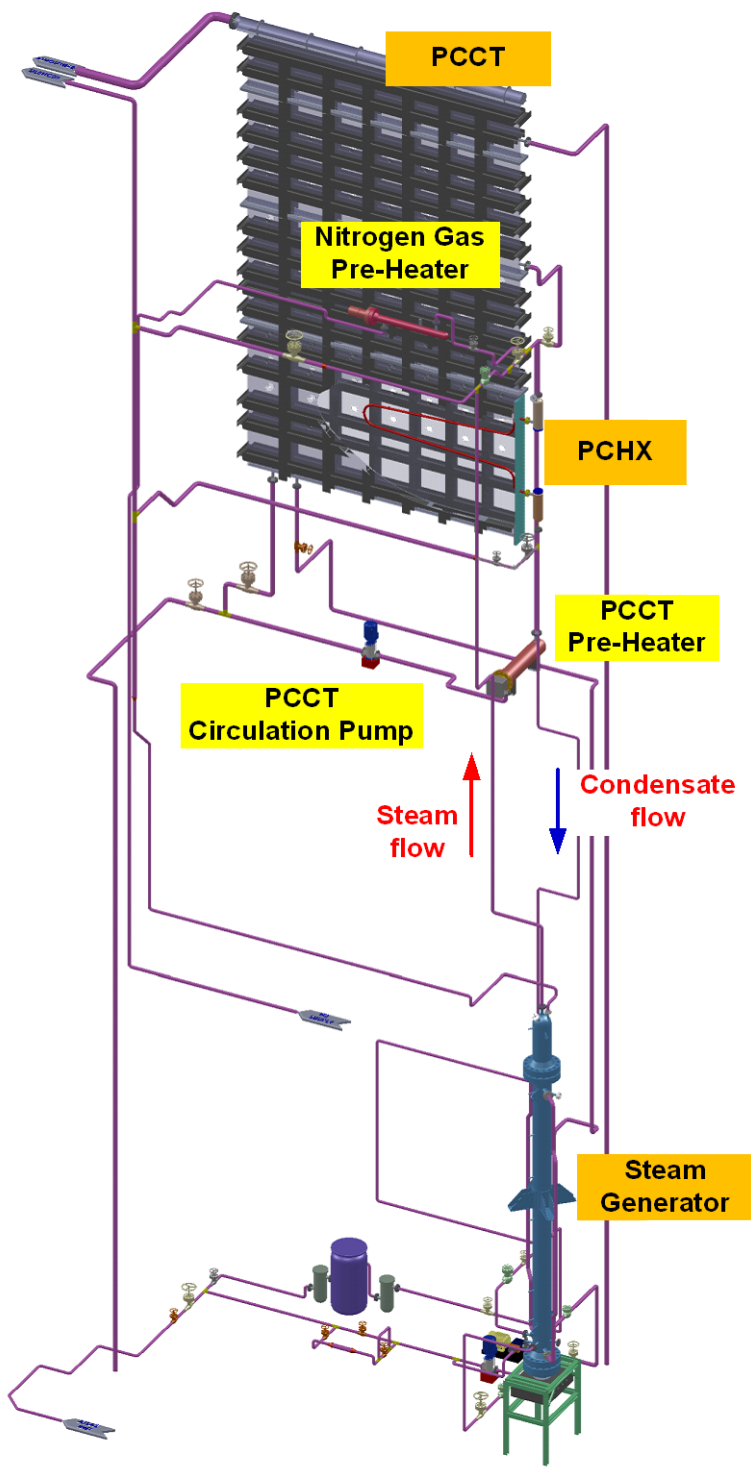 PCCT
Nitrogen Gas
Pre-Heater
PCHX
PCCT
Pre-Heater
PCCT
Circulation Pump
Steam
flow
Condensate
flow
Steam
Generator